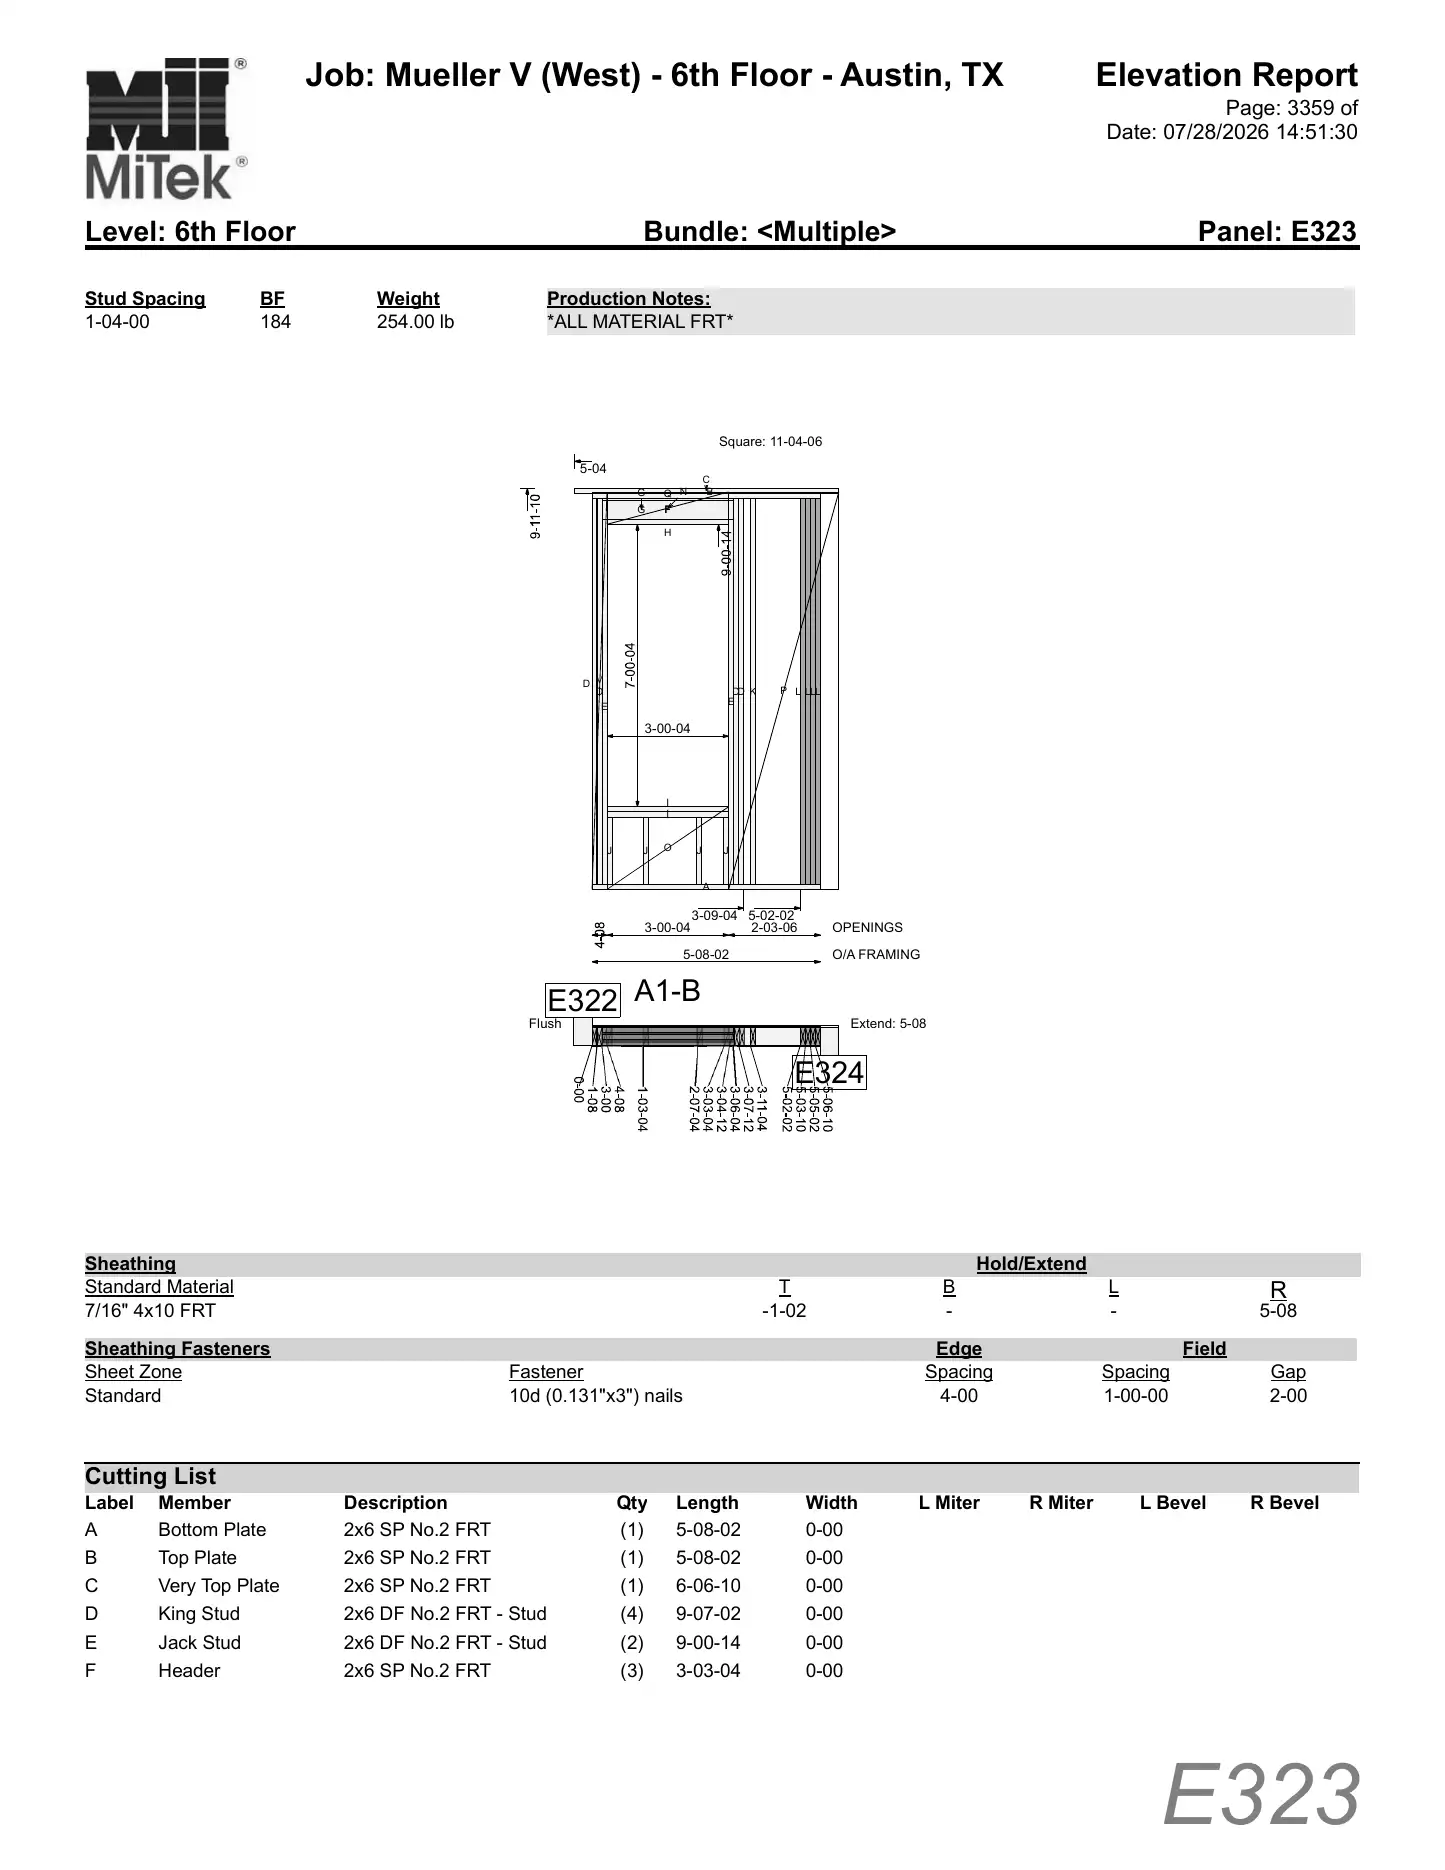 Job: Mueller V (West) - 6th Floor - Austin, TX
Elevation Report
Page: 3359 of
Date: 07/28/2026 14:51:30
MiTek®
Level: 6th Floor Bundle: <Multiple> Panel: E323
Stud Spacing BF Weight Production Notes:
1-04-00 184 254.00 lb *ALL MATERIAL FRT*
Square: 11-04-06
5-04
C
C Q N B
9-11-10
G F
H
9-00-14
7-00-04
D D D K P L L L L
E E
3-00-04
I
I
J J O J J
A
3-09-04 5-02-02
4-08 3-00-04 2-03-06 OPENINGS
5-08-02 O/A FRAMING
E322 A1-B
Flush Extend: 5-08
E324
0-00 1-08 3-00 4-08 1-03-04 2-07-04 3-03-04 3-04-12 3-06-04 3-07-12 3-11-04 5-02-02 5-03-10 5-05-02 5-06-10
Sheathing Hold/Extend
Standard Material T B L R
7/16" 4x10 FRT -1-02 - - 5-08
Sheathing Fasteners Edge Field
Sheet Zone Fastener Spacing Spacing Gap
Standard 10d (0.131"x3") nails 4-00 1-00-00 2-00
Cutting List
Label Member Description Qty Length Width L Miter R Miter L Bevel R Bevel
A Bottom Plate 2x6 SP No.2 FRT (1) 5-08-02 0-00
B Top Plate 2x6 SP No.2 FRT (1) 5-08-02 0-00
C Very Top Plate 2x6 SP No.2 FRT (1) 6-06-10 0-00
D King Stud 2x6 DF No.2 FRT - Stud (4) 9-07-02 0-00
E Jack Stud 2x6 DF No.2 FRT - Stud (2) 9-00-14 0-00
F Header 2x6 SP No.2 FRT (3) 3-03-04 0-00
E323